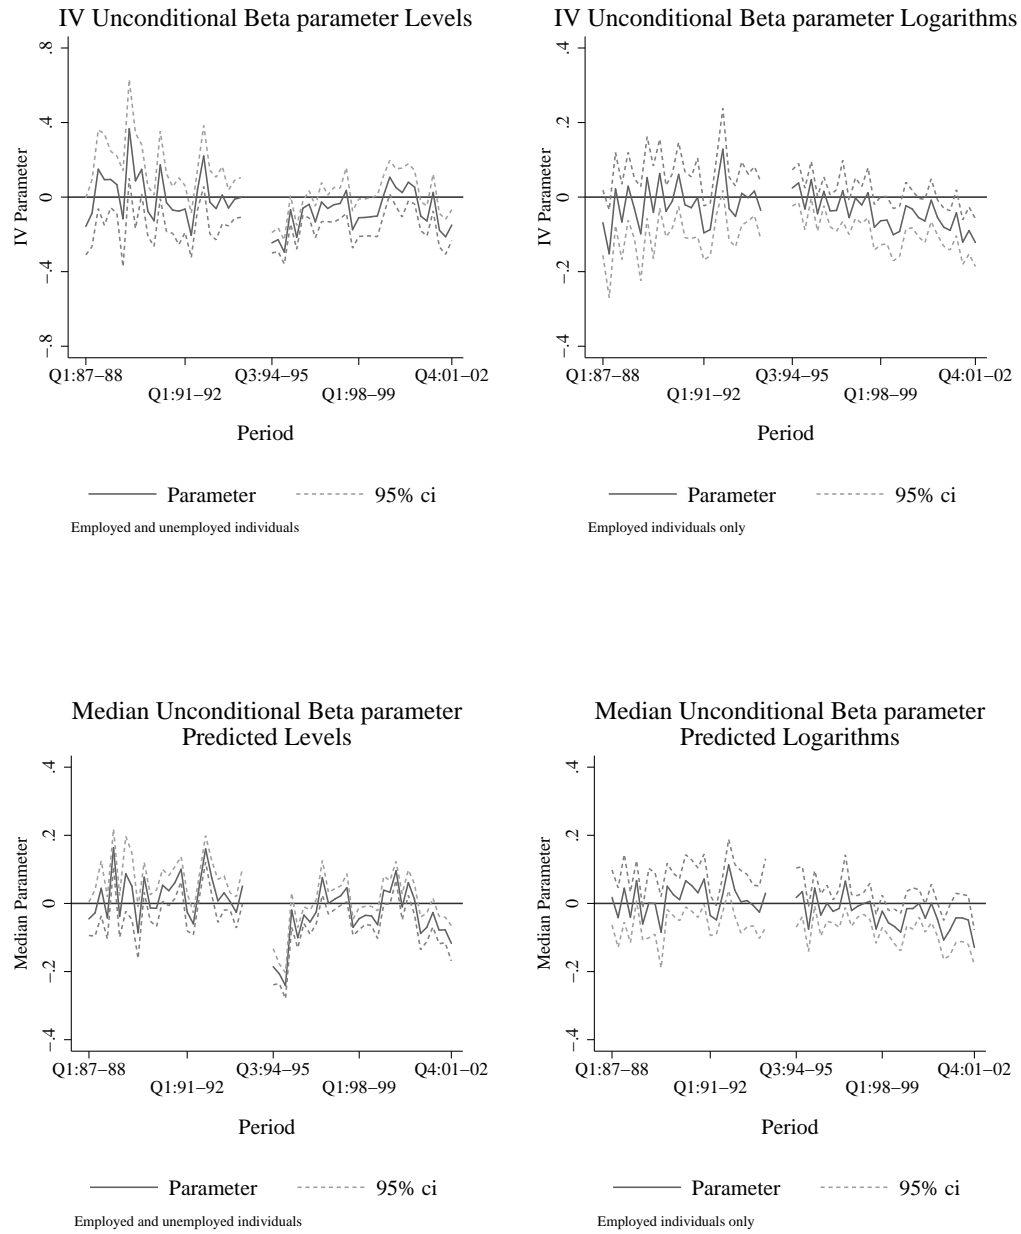 IV Unconditional Beta parameter Levels
.8
.4
0
−.4
−.8
IV Parameter
Q1:87−88
Q3:94−95
Q4:01−02
Q1:91−92
Q1:98−99
Period
Parameter
95% ci
Employed and unemployed individuals
IV Unconditional Beta parameter Logarithms
.4
.2
0
−.2
−.4
IV Parameter
Q1:87−88
Q3:94−95
Q4:01−02
Q1:91−92
Q1:98−99
Period
Parameter
95% ci
Employed individuals only
Median Unconditional Beta parameter
Predicted Levels
.4
.2
0
−.2
−.4
Median Parameter
Q1:87−88
Q3:94−95
Q4:01−02
Q1:91−92
Q1:98−99
Period
Parameter
95% ci
Employed and unemployed individuals
Median Unconditional Beta parameter
Predicted Logarithms
.4
.2
0
−.2
−.4
Median Parameter
Q1:87−88
Q3:94−95
Q4:01−02
Q1:91−92
Q1:98−99
Period
Parameter
95% ci
Employed individuals only